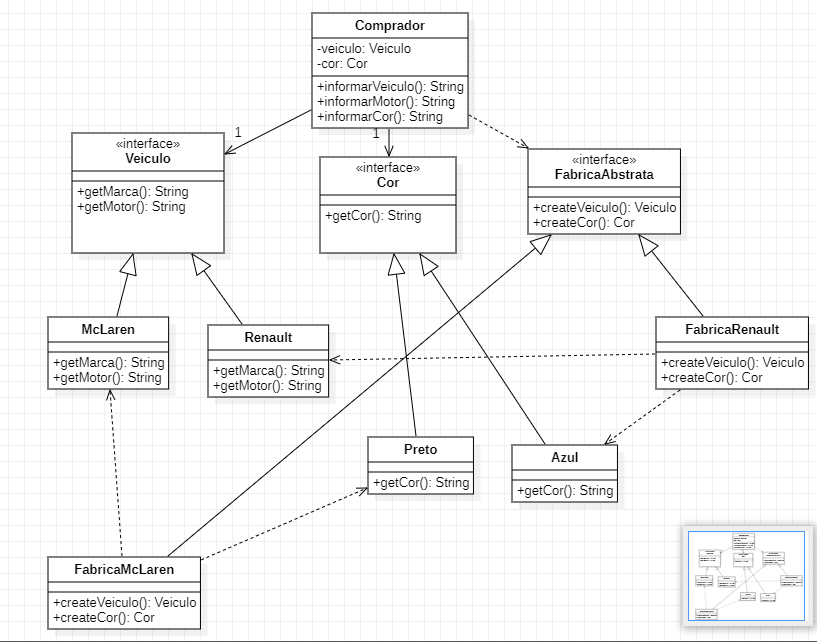 Comprador
-veiculo: Veiculo
-cor: Cor
+informarVeiculo(): String
+informarMotor(): String
+informarCor(): String
1
1
«interface»
Veiculo
+getMarca(): String
+getMotor(): String
«interface»
Cor
+getCor(): String
«interface»
FabricaAbstrata
+createVeiculo(): Veiculo
+createCor(): Cor
McLaren
+getMarca(): String
+getMotor(): String
Renault
+getMarca(): String
+getMotor(): String
FabricaRenault
+createVeiculo(): Veiculo
+createCor(): Cor
Preto
+getCor(): String
Azul
+getCor(): String
FabricaMcLaren
+createVeiculo(): Veiculo
+createCor(): Cor